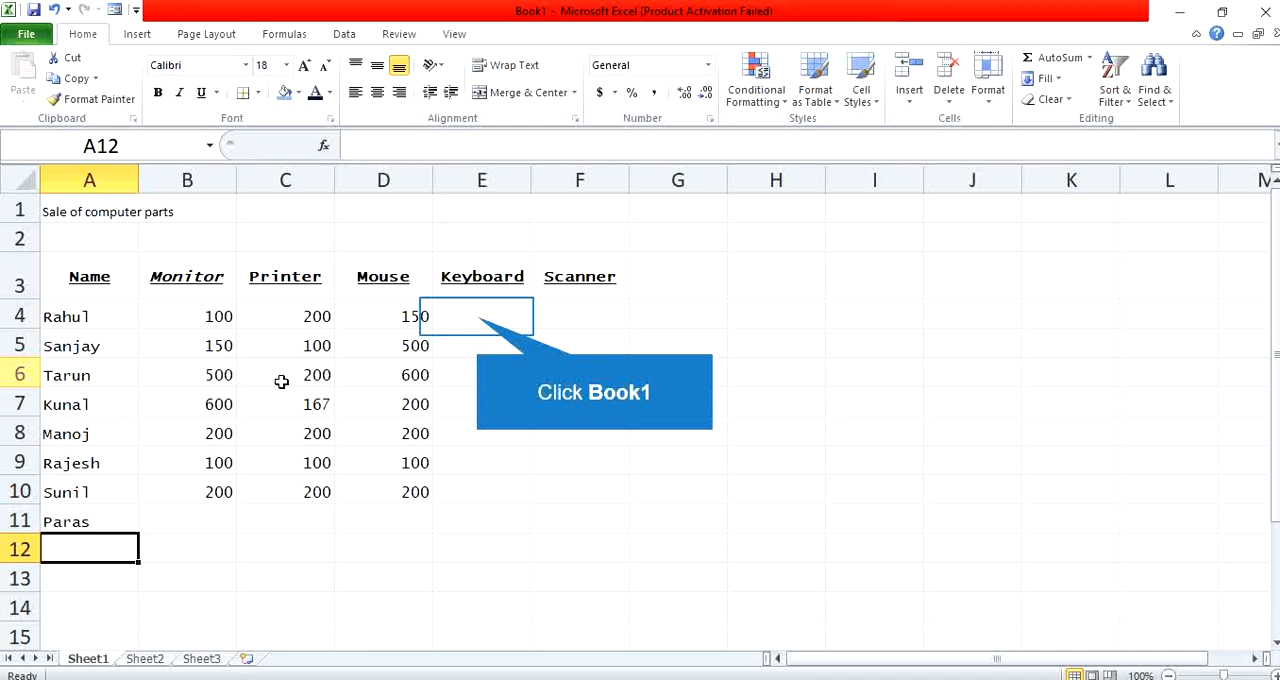 Book1 - Microsoft Excel (Product Activation Failed)
File Home Insert Page Layout Formulas Data Review View
Paste Cut Copy Format Painter Clipboard
Calibri 18 B I U A Font
Wrap Text Merge & Center Alignment
General $ % , Number
Conditional Formatting Format as Table Cell Styles Styles
Insert Delete Format Cells
Σ AutoSum Fill Clear Sort & Filter Find & Select Editing
A12 fx
A B C D E F G H I J K L M
1 Sale of computer parts
2
3 Name Monitor Printer Mouse Keyboard Scanner
4 Rahul 100 200 150
5 Sanjay 150 100 500
6 Tarun 500 200 600
Click Book1
7 Kunal 600 167 200
8 Manoj 200 200 200
9 Rajesh 100 100 100
10 Sunil 200 200 200
11 Paras
12
13
14
15
Sheet1 Sheet2 Sheet3
Ready 100%